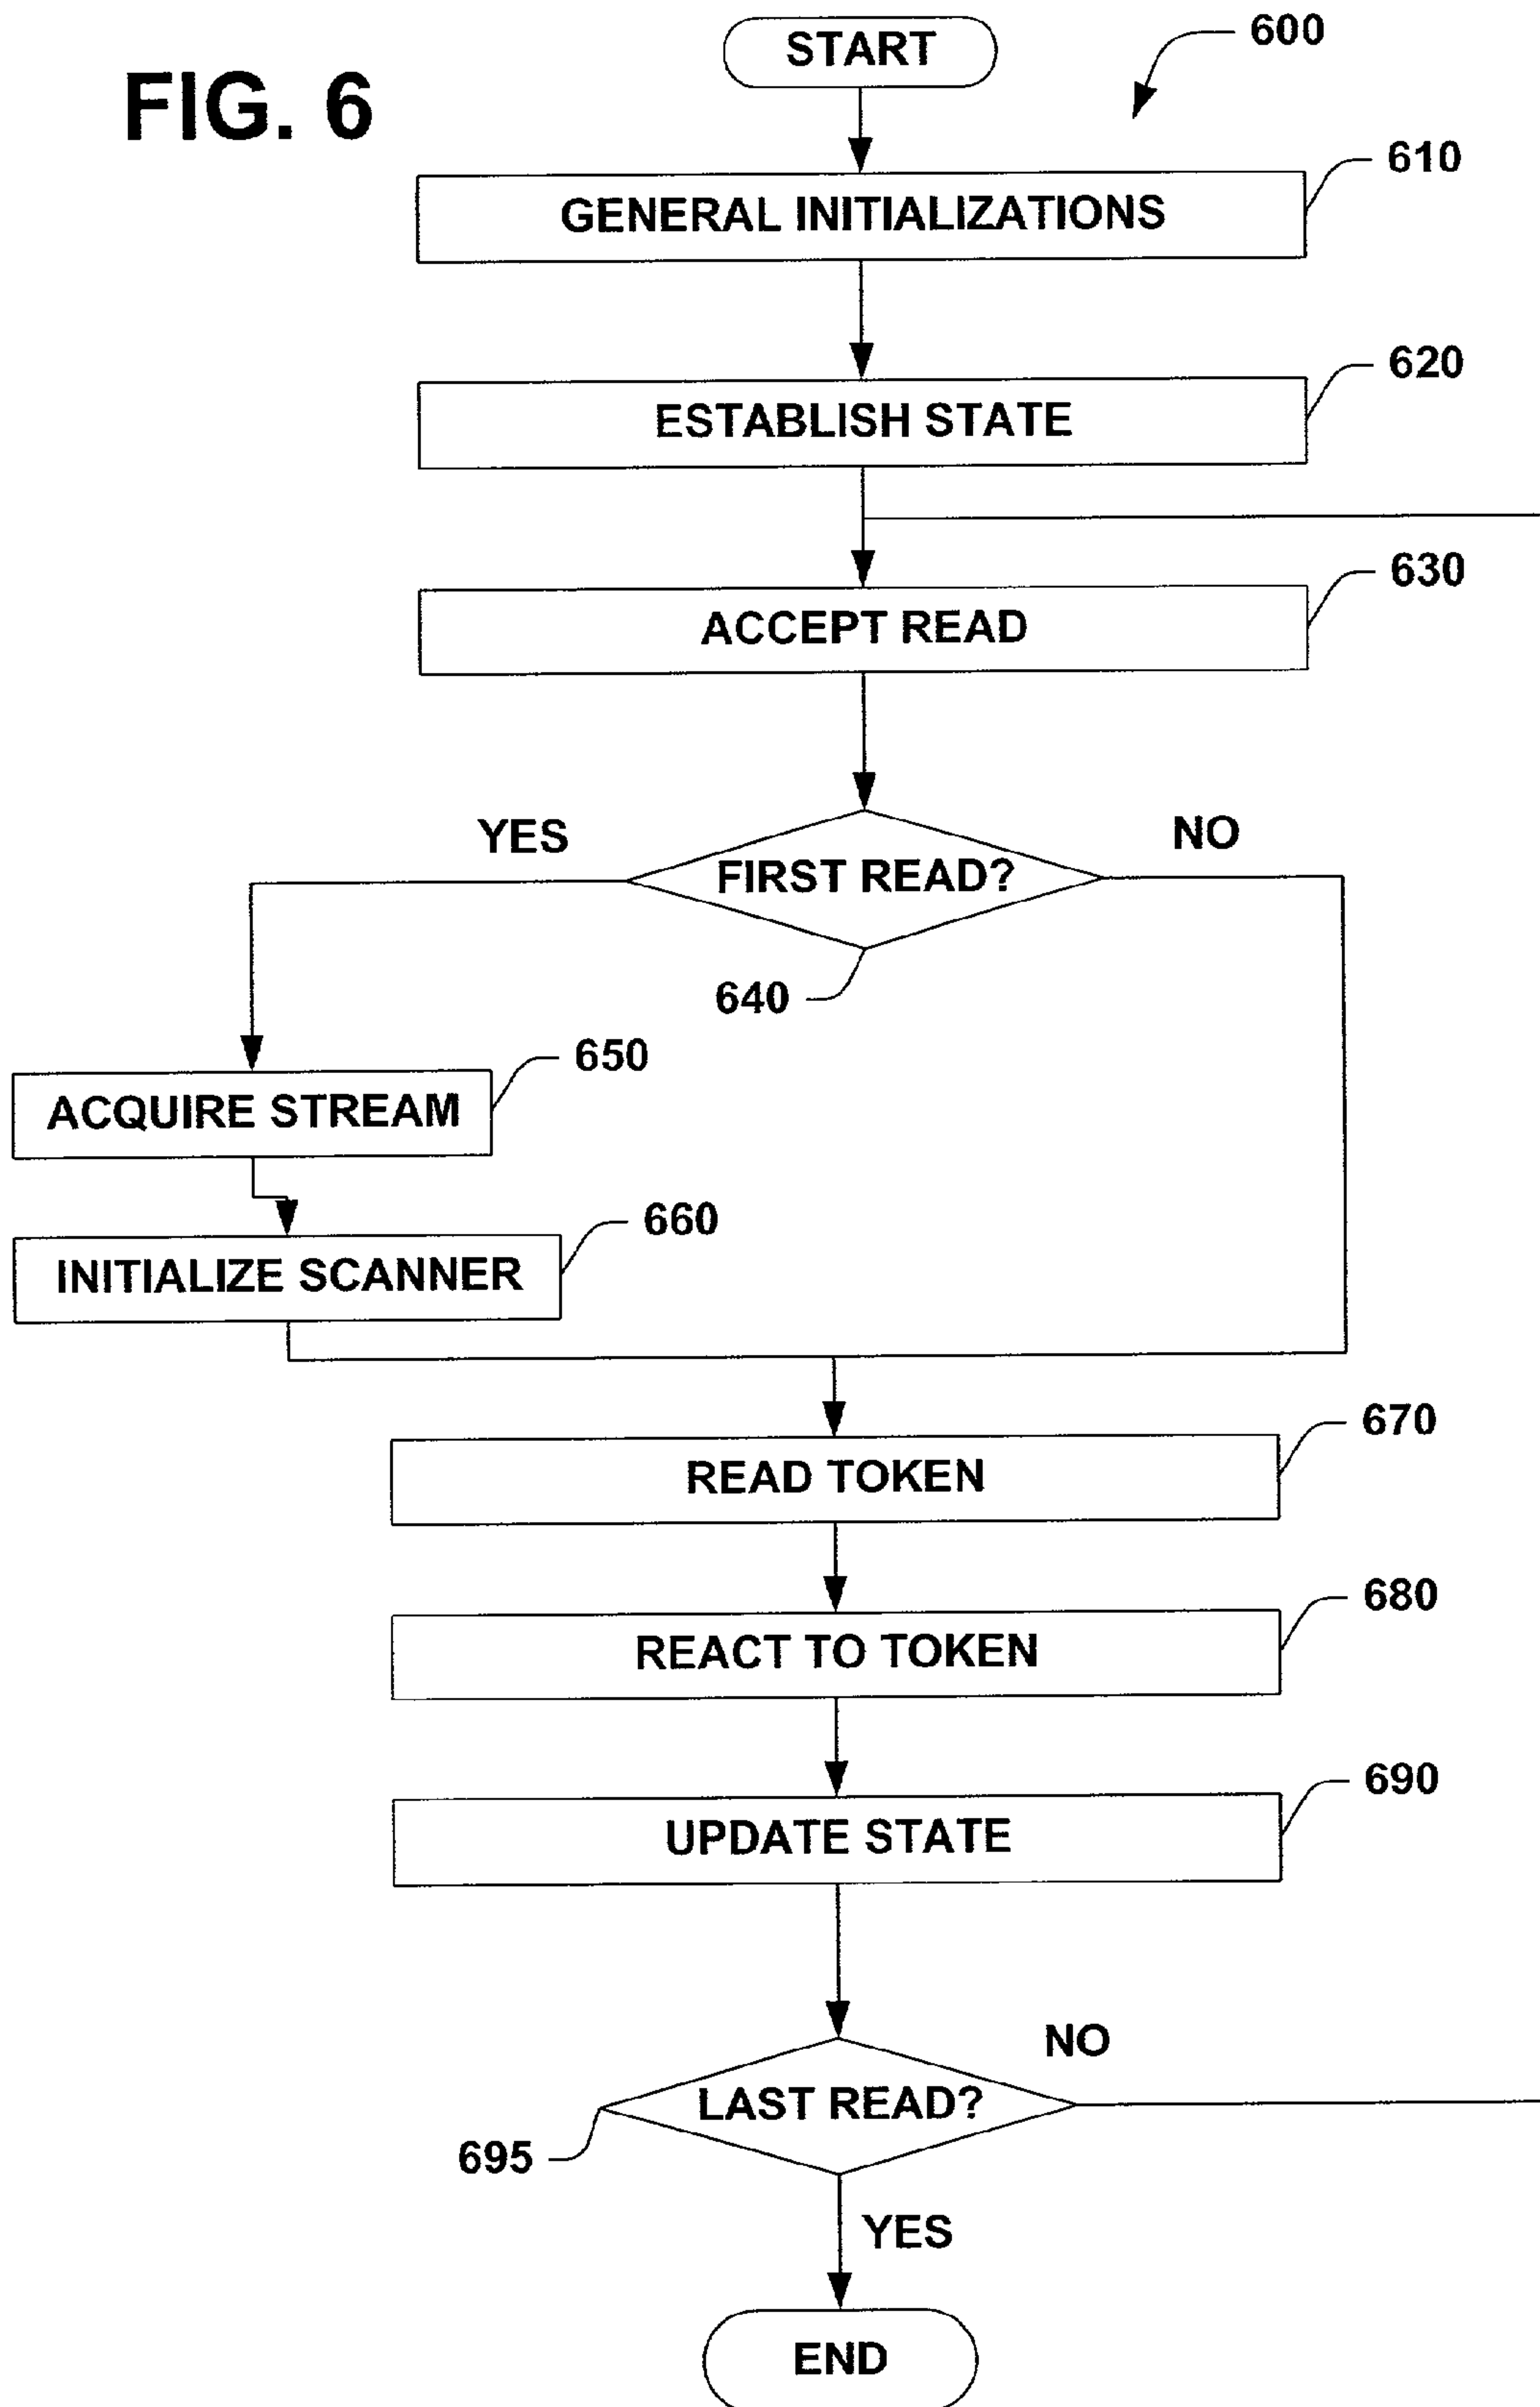 FIG. 6
START
600
GENERAL INITIALIZATIONS
610
ESTABLISH STATE
620
ACCEPT READ
630
YES
FIRST READ?
NO
640
ACQUIRE STREAM
650
INITIALIZE SCANNER
660
READ TOKEN
670
REACT TO TOKEN
680
UPDATE STATE
690
LAST READ?
NO
695
YES
END